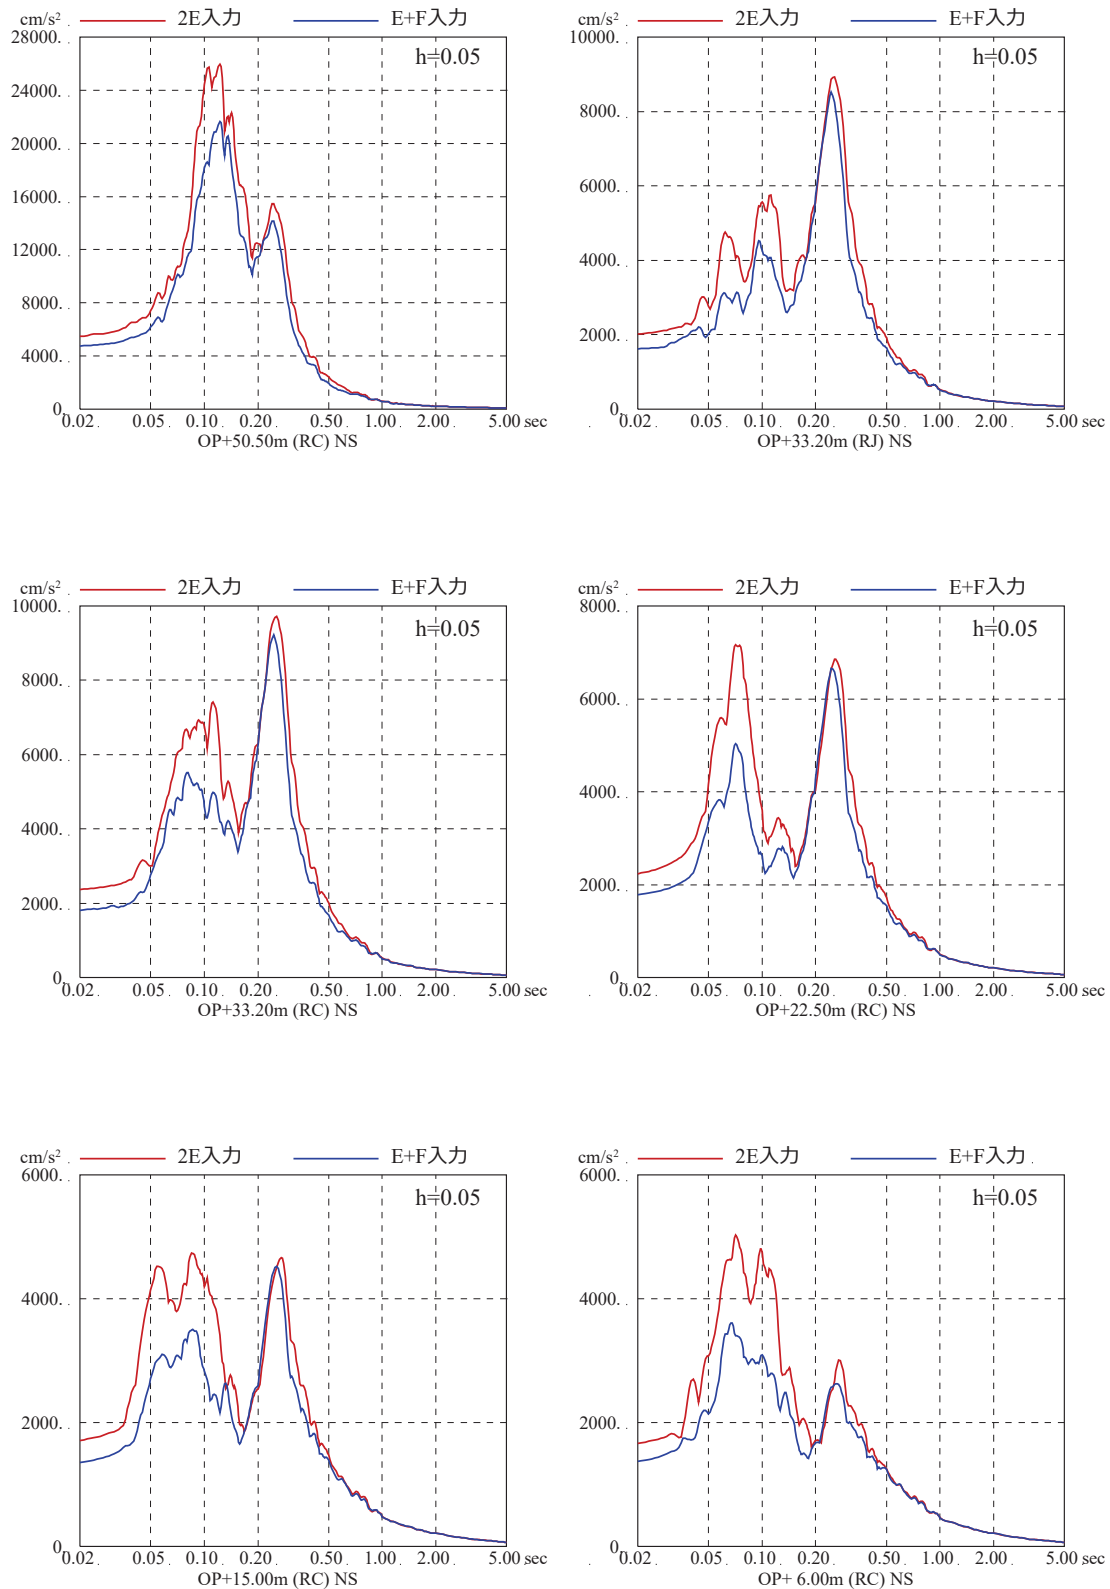 cm/s² 2E入力 E+F入力
28000.
h=0.05
24000.
20000.
16000.
12000.
8000.
4000.
0.
0.02 0.05 0.10 0.20 0.50 1.00 2.00 5.00 sec
OP+50.50m (RC) NS
cm/s² 2E入力 E+F入力
10000.
h=0.05
8000.
6000.
4000.
2000.
0.
0.02 0.05 0.10 0.20 0.50 1.00 2.00 5.00 sec
OP+33.20m (RJ) NS
cm/s² 2E入力 E+F入力
10000.
h=0.05
8000.
6000.
4000.
2000.
0.
0.02 0.05 0.10 0.20 0.50 1.00 2.00 5.00 sec
OP+33.20m (RC) NS
cm/s² 2E入力 E+F入力
8000.
h=0.05
6000.
4000.
2000.
0.
0.02 0.05 0.10 0.20 0.50 1.00 2.00 5.00 sec
OP+22.50m (RC) NS
cm/s² 2E入力 E+F入力
6000.
h=0.05
4000.
2000.
0.
0.02 0.05 0.10 0.20 0.50 1.00 2.00 5.00 sec
OP+15.00m (RC) NS
cm/s² 2E入力 E+F入力
6000.
h=0.05
4000.
2000.
0.
0.02 0.05 0.10 0.20 0.50 1.00 2.00 5.00 sec
OP+ 6.00m (RC) NS